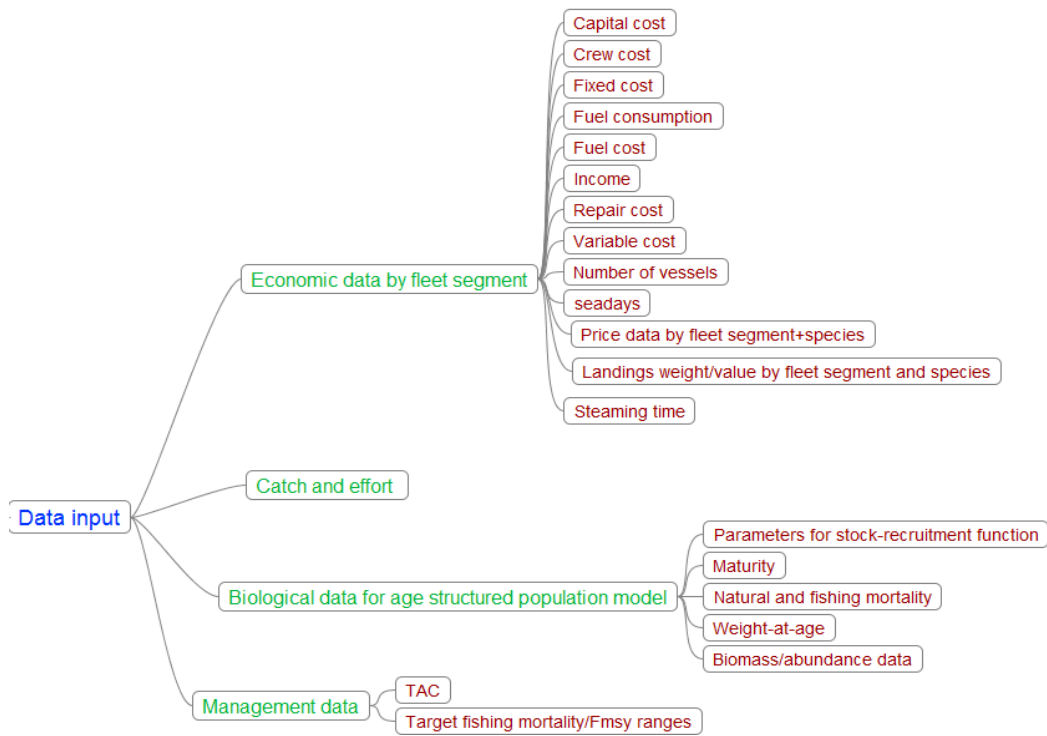 Capital cost
Crew cost
Fixed cost
Fuel consumption
Fuel cost
Income
Repair cost
Variable cost
Economic data by fleet segment
Number of vessels
seadays
Price data by fleet segment+species
Landings weight/value by fleet segment and species
Steaming time
Catch and effort
Data input
Parameters for stock-recruitment function
Maturity
Biological data for age structured population model
Natural and fishing mortality
Weight-at-age
Biomass/abundance data
Management data
TAC
Target fishing mortality/Fmsy ranges